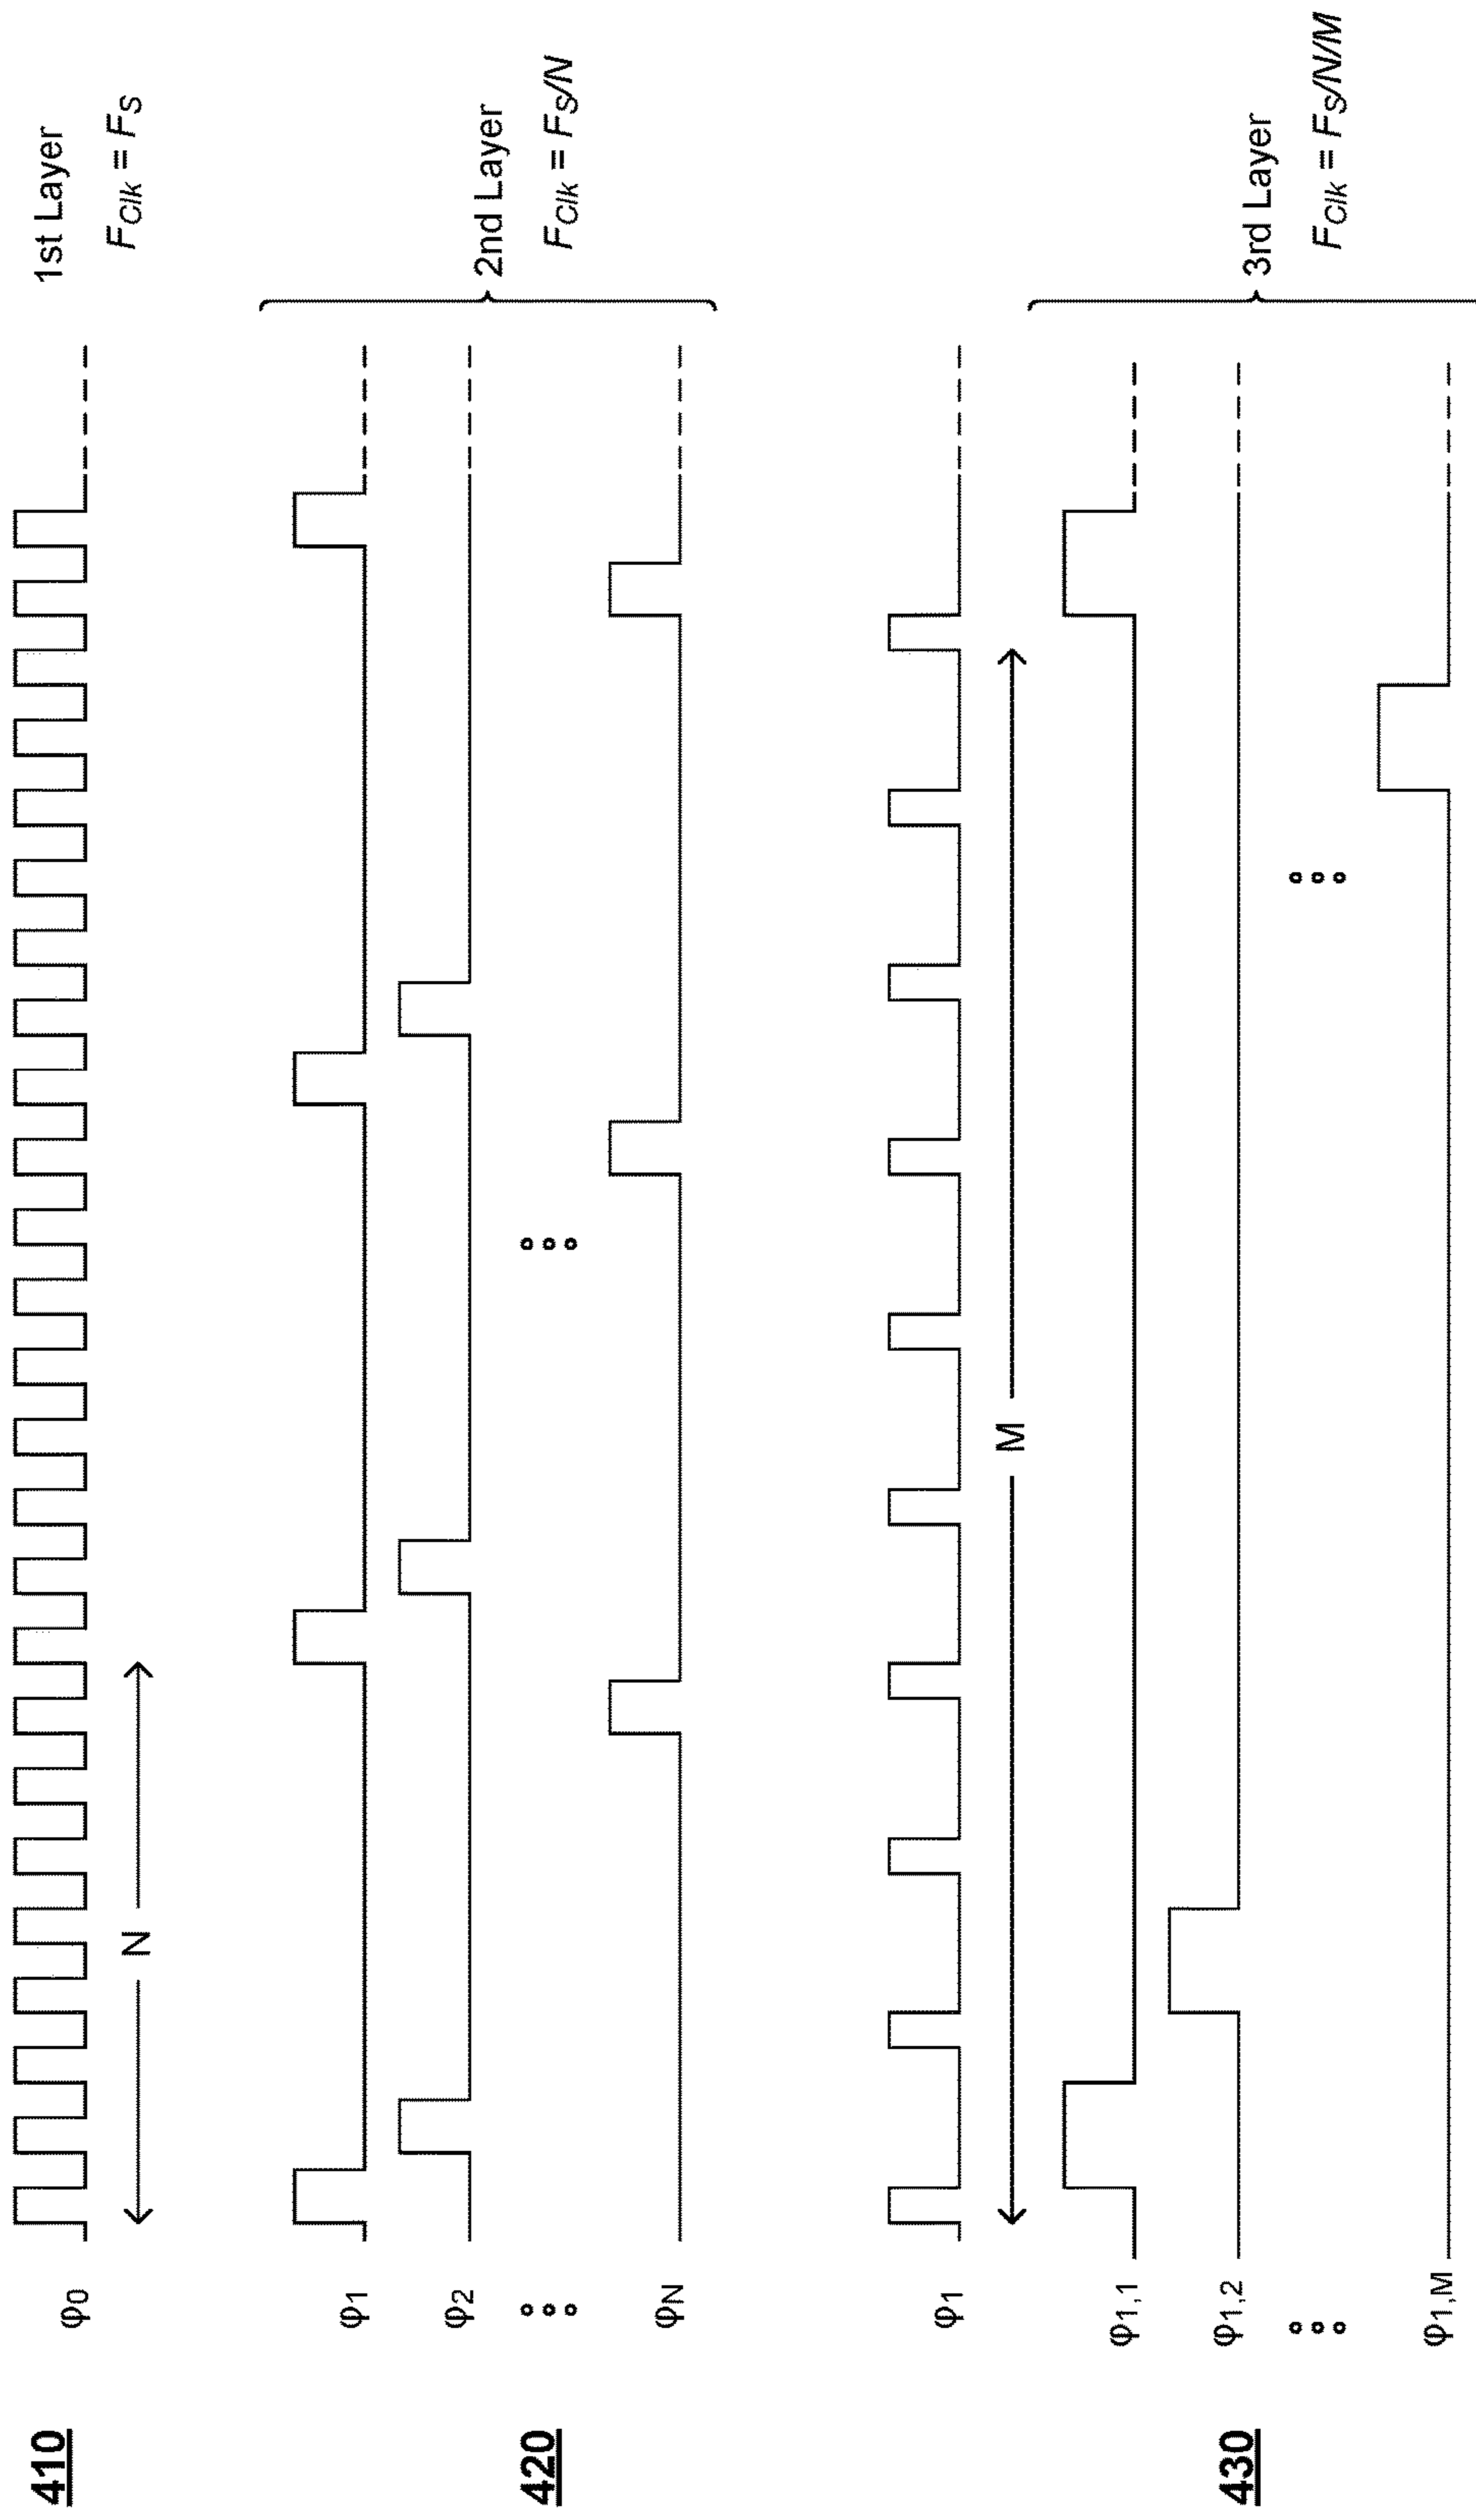 410
φ0
1st Layer
FClk = FS
N
420
φ1
φ2
φN
2nd Layer
FClk = FS/N
430
φ1
M
φ1,1
φ1,2
φ1,M
3rd Layer
FClk = FS/N/M